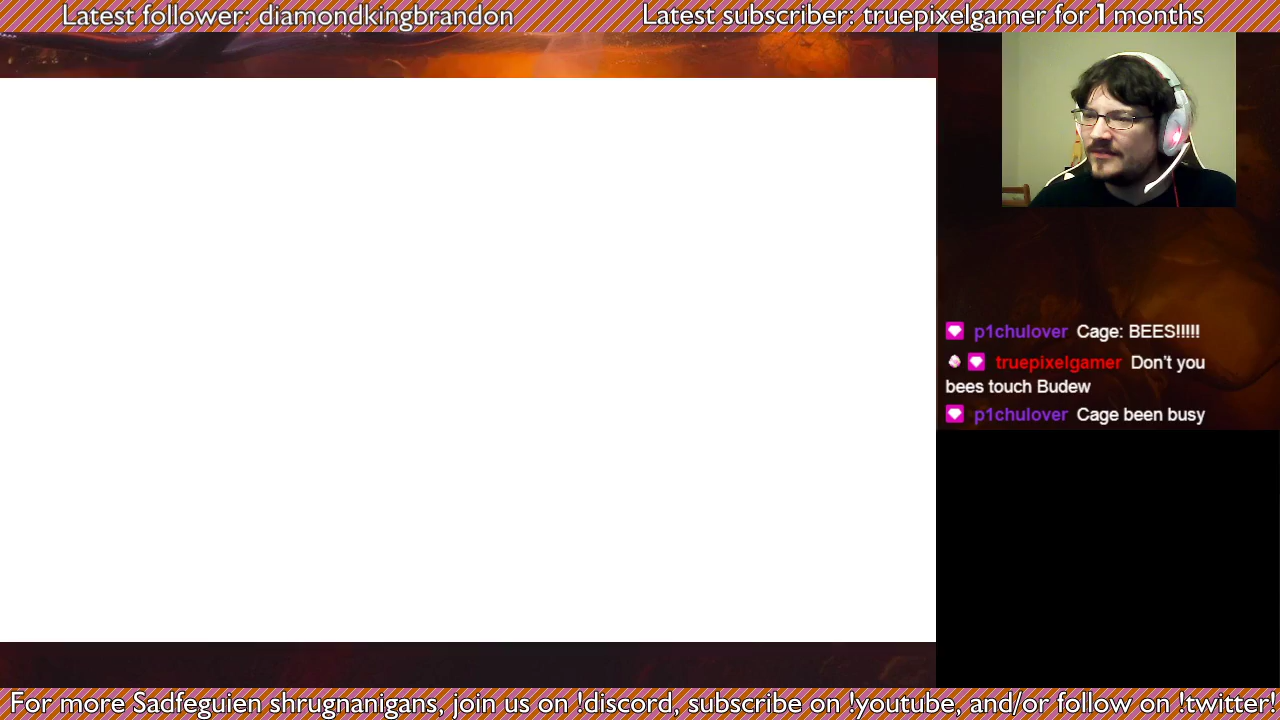 Latest follower: diamondkingbrandon
Latest subscriber: truepixelgamer for 1 months
p1chulover Cage: BEES!!!!!
truepixelgamer Don't you
bees touch Budew
p1chulover Cage been busy
For more Sadfeguien shrugnanigans, join us on !discord, subscribe on !youtube, and/or follow on !twitter!